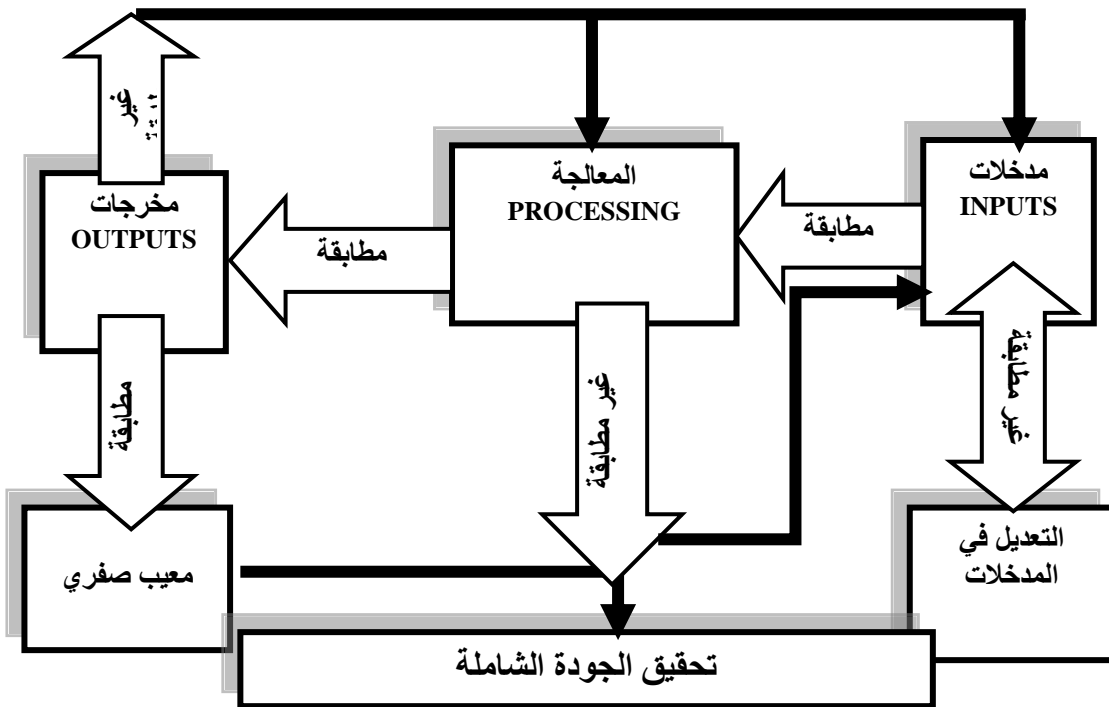 غير
مدخلات
INPUTS
المعالجة
PROCESSING
مخرجات
OUTPUTS
مطابقة
مطابقة
غير مطابقة
غير مطابقة
مطابقة
التعديل في
المدخلات
معيب صفري
تحقيق الجودة الشاملة